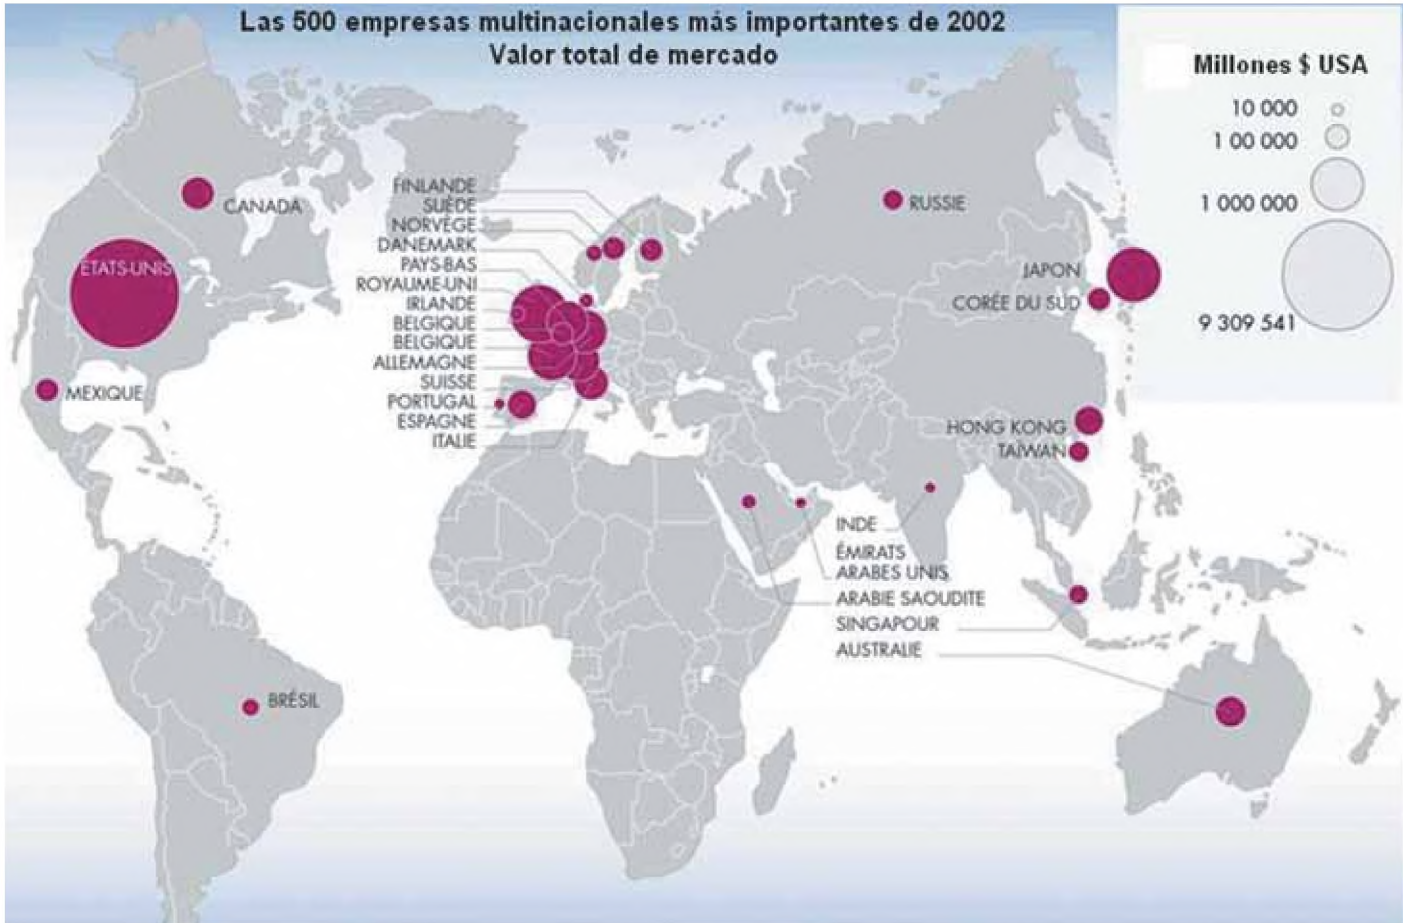 Las 500 empresas multinacionales más importantes de 2002
Valor total de mercado
Millones $ USA
10 000
1 00 000
1 000 000
9 309 541
CANADA
ETATS-UNIS
MEXIQUE
BRÉSIL
FINLANDE
SUÈDE
NORVÈGE
DANEMARK
PAYS-BAS
ROYAUME-UNI
IRLANDE
BELGIQUE
BELGIQUE
ALLEMAGNE
SUISSE
PORTUGAL
ESPAGNE
ITALIE
RUSSIE
JAPON
CORÉE DU SUD
HONG KONG
TAÏWAN
INDE
ÉMIRATS
ARABES UNIS
ARABIE SAOUDITE
SINGAPOUR
AUSTRALIE